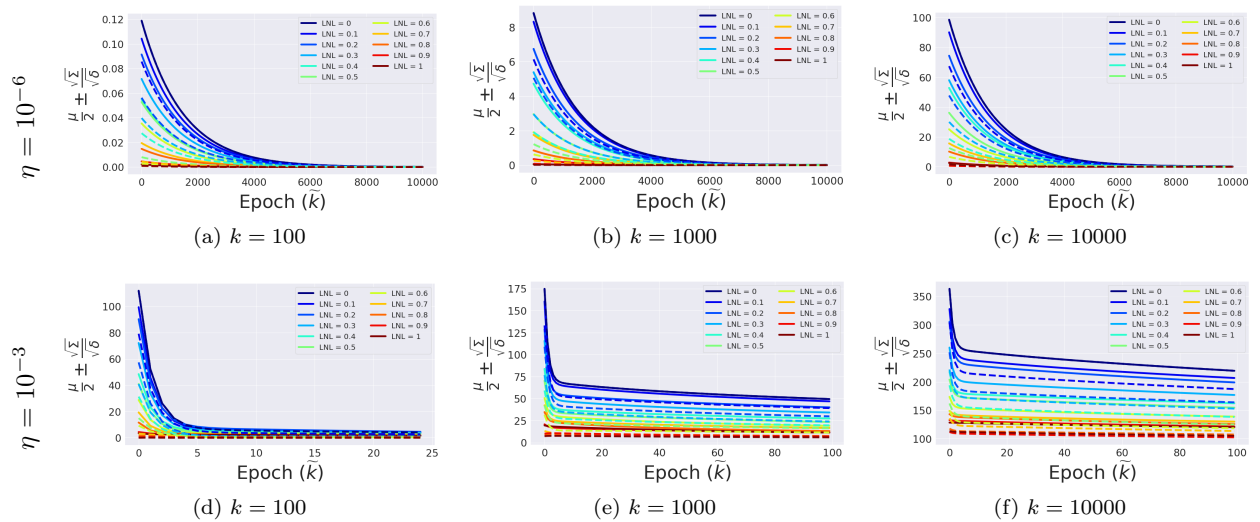 η = 10⁻⁶
μ/2 ± √Σ/√δ
0.12
0.10
0.08
0.06
0.04
0.02
0.00
LNL = 0
LNL = 0.1
LNL = 0.2
LNL = 0.3
LNL = 0.4
LNL = 0.5
LNL = 0.6
LNL = 0.7
LNL = 0.8
LNL = 0.9
LNL = 1
0 2000 4000 6000 8000 10000
Epoch (k̃)
(a) k = 100
μ/2 ± √Σ/√δ
8
6
4
2
0
LNL = 0
LNL = 0.1
LNL = 0.2
LNL = 0.3
LNL = 0.4
LNL = 0.5
LNL = 0.6
LNL = 0.7
LNL = 0.8
LNL = 0.9
LNL = 1
0 2000 4000 6000 8000 10000
Epoch (k̃)
(b) k = 1000
μ/2 ± √Σ/√δ
100
80
60
40
20
0
LNL = 0
LNL = 0.1
LNL = 0.2
LNL = 0.3
LNL = 0.4
LNL = 0.5
LNL = 0.6
LNL = 0.7
LNL = 0.8
LNL = 0.9
LNL = 1
0 2000 4000 6000 8000 10000
Epoch (k̃)
(c) k = 10000
η = 10⁻³
μ/2 ± √Σ/√δ
100
80
60
40
20
0
LNL = 0
LNL = 0.1
LNL = 0.2
LNL = 0.3
LNL = 0.4
LNL = 0.5
LNL = 0.6
LNL = 0.7
LNL = 0.8
LNL = 0.9
LNL = 1
0 5 10 15 20 25
Epoch (k̃)
(d) k = 100
μ/2 ± √Σ/√δ
175
150
125
100
75
50
25
0
LNL = 0
LNL = 0.1
LNL = 0.2
LNL = 0.3
LNL = 0.4
LNL = 0.5
LNL = 0.6
LNL = 0.7
LNL = 0.8
LNL = 0.9
LNL = 1
0 20 40 60 80 100
Epoch (k̃)
(e) k = 1000
μ/2 ± √Σ/√δ
350
300
250
200
150
100
LNL = 0
LNL = 0.1
LNL = 0.2
LNL = 0.3
LNL = 0.4
LNL = 0.5
LNL = 0.6
LNL = 0.7
LNL = 0.8
LNL = 0.9
LNL = 1
0 20 40 60 80 100
Epoch (k̃)
(f) k = 10000